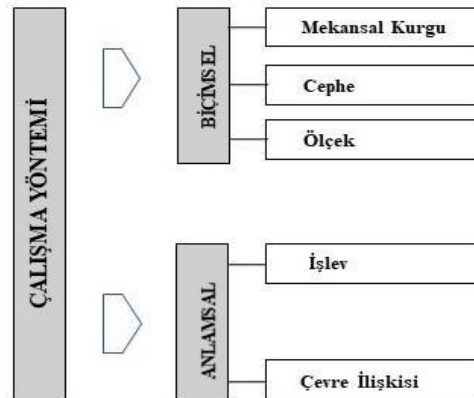 ÇALIŞMA YÖNTEMİ
BİÇİMSEL
Mekansal Kurgu
Cephe
Ölçek
ANLAMSAL
İşlev
Çevre İlişkisi